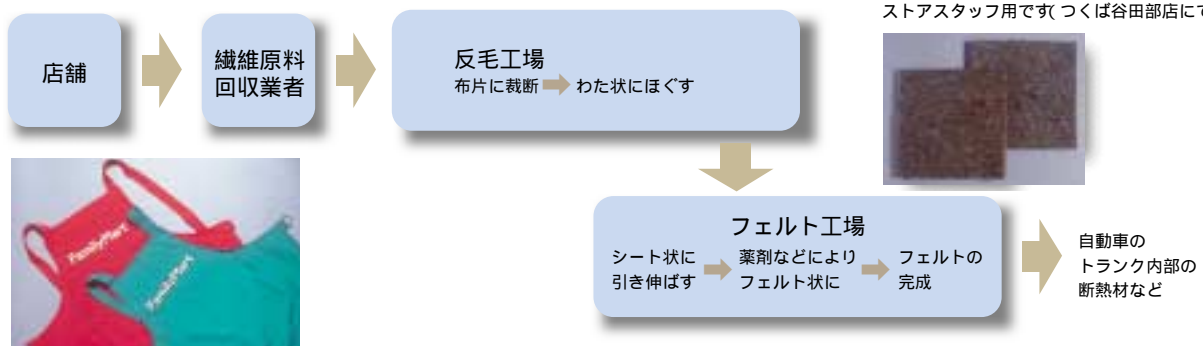 ストアスタッフ用です(つくば谷田部店にて
店舗
繊維原料
回収業者
反毛工場
布片に裁断
わた状にほぐす
フェルト工場
シート状に
引き伸ばす
薬剤などにより
フェルト状に
フェルトの
完成
自動車の
トランク内部の
断熱材など
FamilyMart
FamilyMart